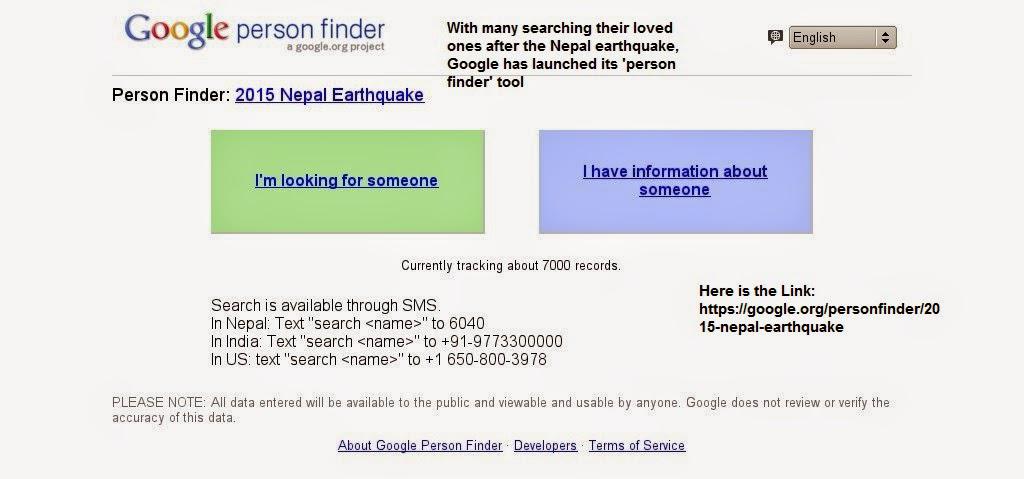 Google person finder
a google.org project
With many searching their loved
ones after the Nepal earthquake,
Google has launched its 'person
finder' tool
English
Person Finder: 2015 Nepal Earthquake
I'm looking for someone
I have information about
someone
Currently tracking about 7000 records.
Search is available through SMS.
In Nepal: Text "search <name>" to 6040
In India: Text "search <name>" to +91-9773300000
In US: text "search <name>" to +1 650-800-3978
Here is the Link:
https://google.org/personfinder/20
15-nepal-earthquake
PLEASE NOTE: All data entered will be available to the public and viewable and usable by anyone. Google does not review or verify the
accuracy of this data.
About Google Person Finder · Developers · Terms of Service